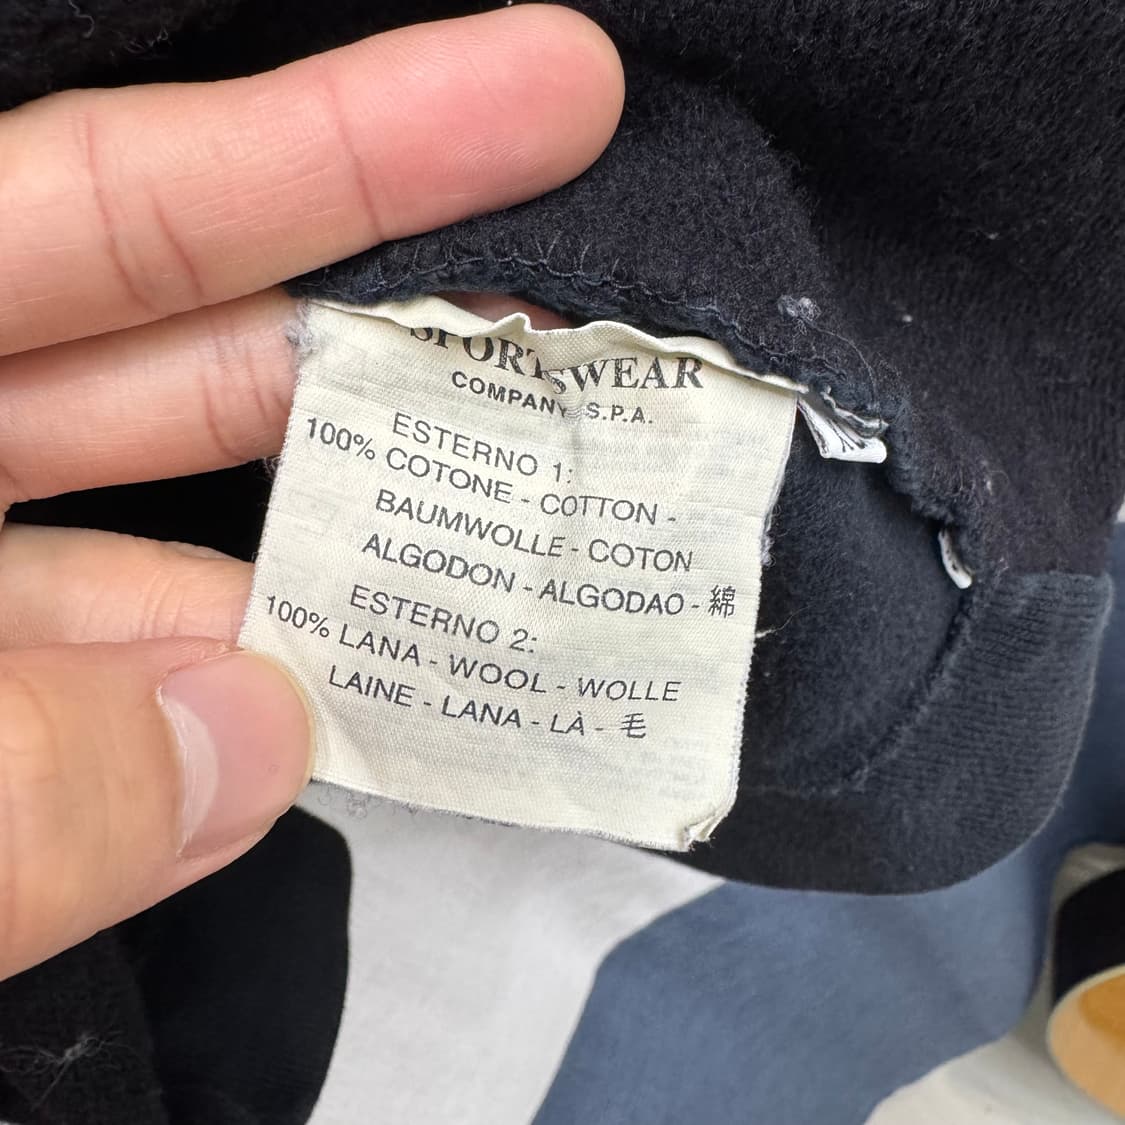 SPORTSWEAR
COMPANY S.P.A.
ESTERNO 1:
100% COTONE - COTTON -
BAUMWOLLE - COTON
ALGODON - ALGODAO - 綿
ESTERNO 2:
100% LANA - WOOL - WOLLE
LAINE - LANA - LÀ - 毛